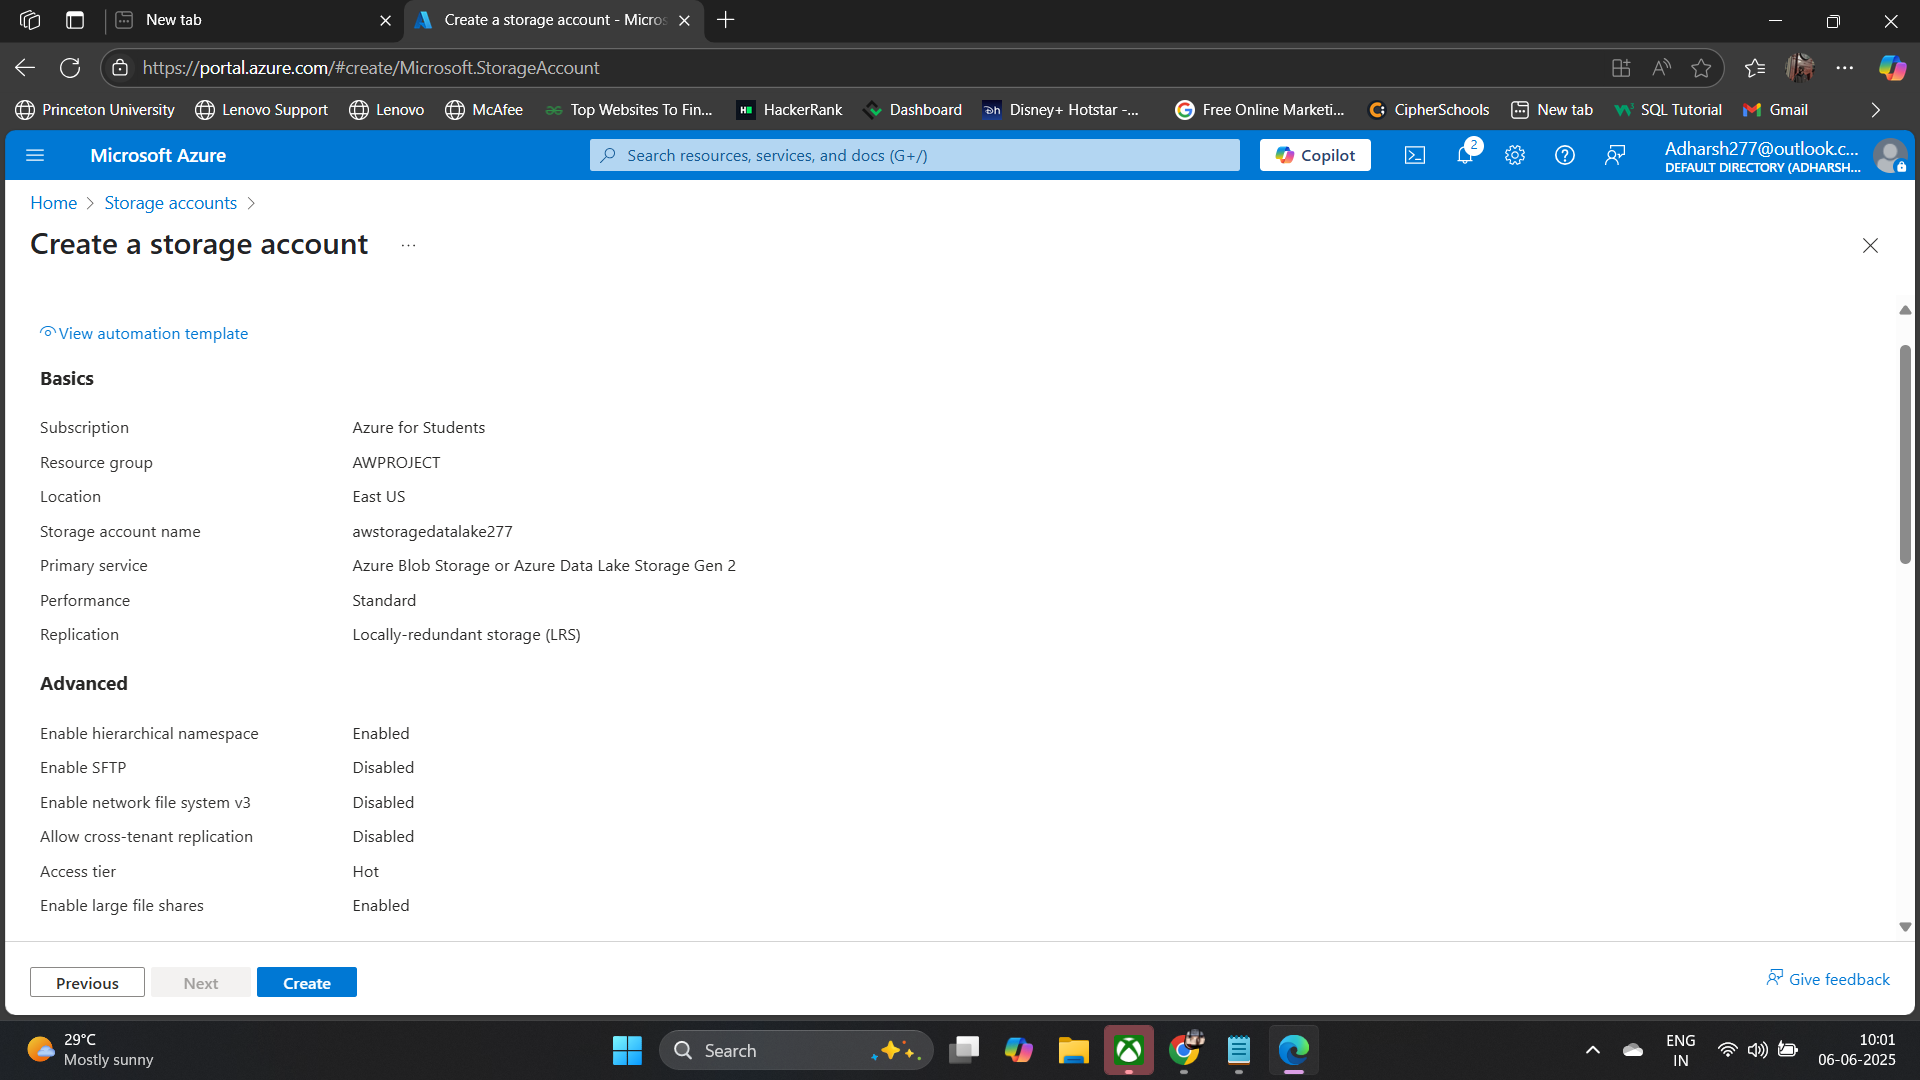 New tab
Create a storage account - Micros
https://portal.azure.com/#create/Microsoft.StorageAccount
Princeton University
Lenovo Support
Lenovo
McAfee
Top Websites To Fin...
HackerRank
Dashboard
Disney+ Hotstar -...
Free Online Marketi...
CipherSchools
New tab
SQL Tutorial
Gmail
Microsoft Azure
Search resources, services, and docs (G+/)
Copilot
2
Adharsh277@outlook.c...
DEFAULT DIRECTORY (ADHARSH...
Home
Storage accounts
Create a storage account
View automation template
Basics
Subscription Azure for Students
Resource group AWPROJECT
Location East US
Storage account name awstoragedatalake277
Primary service Azure Blob Storage or Azure Data Lake Storage Gen 2
Performance Standard
Replication Locally-redundant storage (LRS)
Advanced
Enable hierarchical namespace Enabled
Enable SFTP Disabled
Enable network file system v3 Disabled
Allow cross-tenant replication Disabled
Access tier Hot
Enable large file shares Enabled
Previous
Next
Create
Give feedback
29°C
Mostly sunny
Search
ENG
IN
10:01
06-06-2025